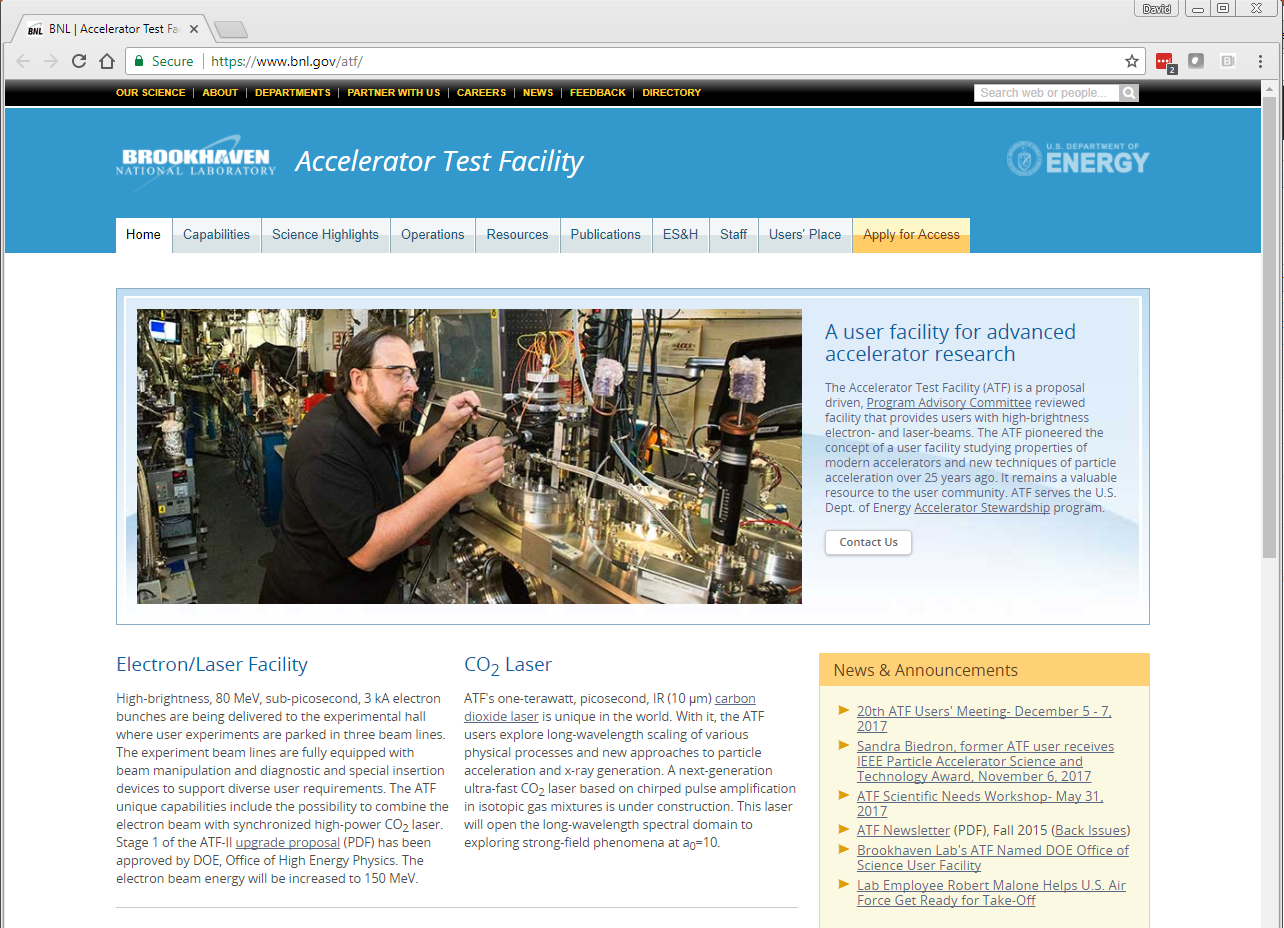 David
BNL | Accelerator Test Fa
Secure | https://www.bnl.gov/atf/
2
OUR SCIENCE | ABOUT | DEPARTMENTS | PARTNER WITH US | CAREERS | NEWS | FEEDBACK | DIRECTORY
Search web or people...
BROOKHAVEN
NATIONAL LABORATORY
Accelerator Test Facility
U.S. DEPARTMENT OF
ENERGY
Home Capabilities Science Highlights Operations Resources Publications ES&H Staff Users' Place Apply for Access
A user facility for advanced
accelerator research
The Accelerator Test Facility (ATF) is a proposal
driven, Program Advisory Committee reviewed
facility that provides users with high-brightness
electron- and laser-beams. The ATF pioneered the
concept of a user facility studying properties of
modern accelerators and new techniques of particle
acceleration over 25 years ago. It remains a valuable
resource to the user community. ATF serves the U.S.
Dept. of Energy Accelerator Stewardship program.
Contact Us
Electron/Laser Facility
High-brightness, 80 MeV, sub-picosecond, 3 kA electron
bunches are being delivered to the experimental hall
where user experiments are parked in three beam lines.
The experiment beam lines are fully equipped with
beam manipulation and diagnostic and special insertion
devices to support diverse user requirements. The ATF
unique capabilities include the possibility to combine the
electron beam with synchronized high-power CO2 laser.
Stage 1 of the ATF-II upgrade proposal (PDF) has been
approved by DOE, Office of High Energy Physics. The
electron beam energy will be increased to 150 MeV.
CO2 Laser
ATF's one-terawatt, picosecond, IR (10 μm) carbon
dioxide laser is unique in the world. With it, the ATF
users explore long-wavelength scaling of various
physical processes and new approaches to particle
acceleration and x-ray generation. A next-generation
ultra-fast CO2 laser based on chirped pulse amplification
in isotopic gas mixtures is under construction. This laser
will open the long-wavelength spectral domain to
exploring strong-field phenomena at a0=10.
News & Announcements
20th ATF Users' Meeting- December 5 - 7,
2017
Sandra Biedron, former ATF user receives
IEEE Particle Accelerator Science and
Technology Award, November 6, 2017
ATF Scientific Needs Workshop- May 31,
2017
ATF Newsletter (PDF), Fall 2015 (Back Issues)
Brookhaven Lab's ATF Named DOE Office of
Science User Facility
Lab Employee Robert Malone Helps U.S. Air
Force Get Ready for Take-Off